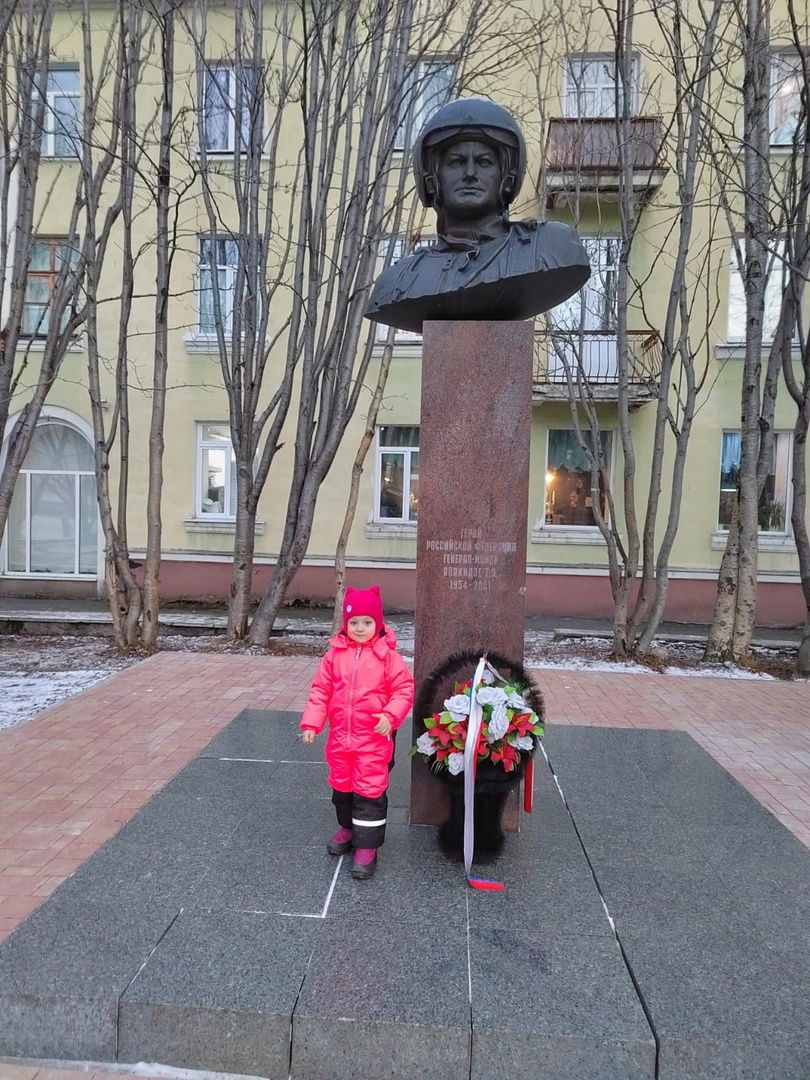 ГЕРОЙ
РОССИЙСКОЙ ФЕДЕРАЦИИ
ГЕНЕРАЛ-МАЙОР
АПАКИДЗЕ Т.А.
1954-2001